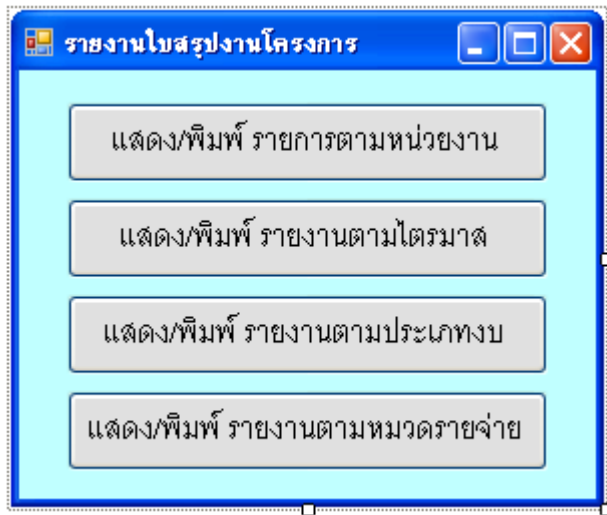 รายงานใบสรุปงานโครงการ
แสดง/พิมพ์ รายการตามหน่วยงาน
แสดง/พิมพ์ รายงานตามไตรมาส
แสดง/พิมพ์ รายงานตามประเภทงบ
แสดง/พิมพ์ รายงานตามหมวดรายจ่าย